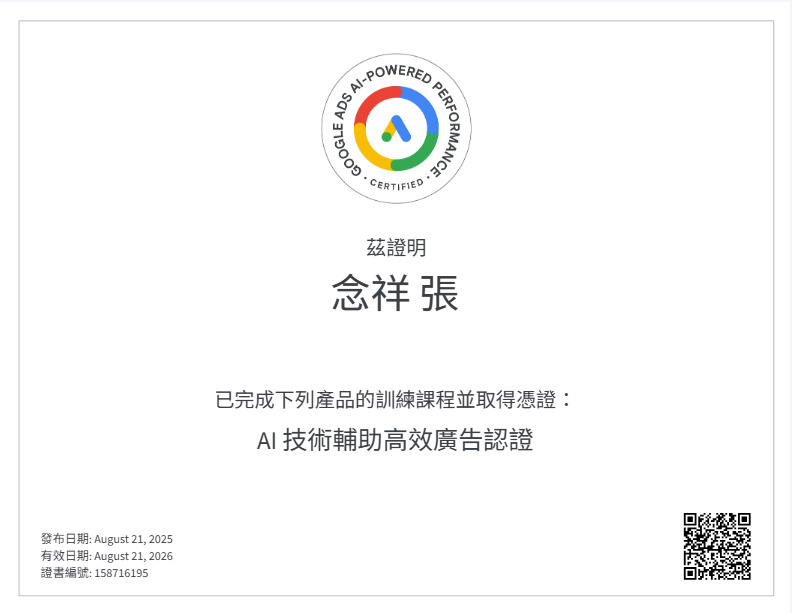 GOOGLE ADS AI-POWERED PERFORMANCE
· CERTIFIED ·
茲證明
念祥 張
已完成下列產品的訓練課程並取得憑證：
AI 技術輔助高效廣告認證
發布日期: August 21, 2025
有效日期: August 21, 2026
證書編號: 158716195